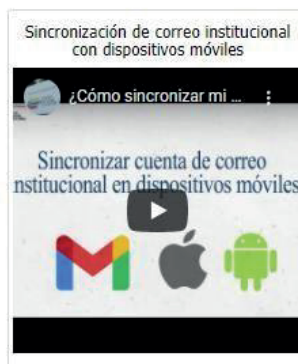 Sincronización de correo institucional
con dispositivos móviles
¿Cómo sincronizar mi ...
Sincronizar cuenta de correo
nstitucional en dispositivos móviles